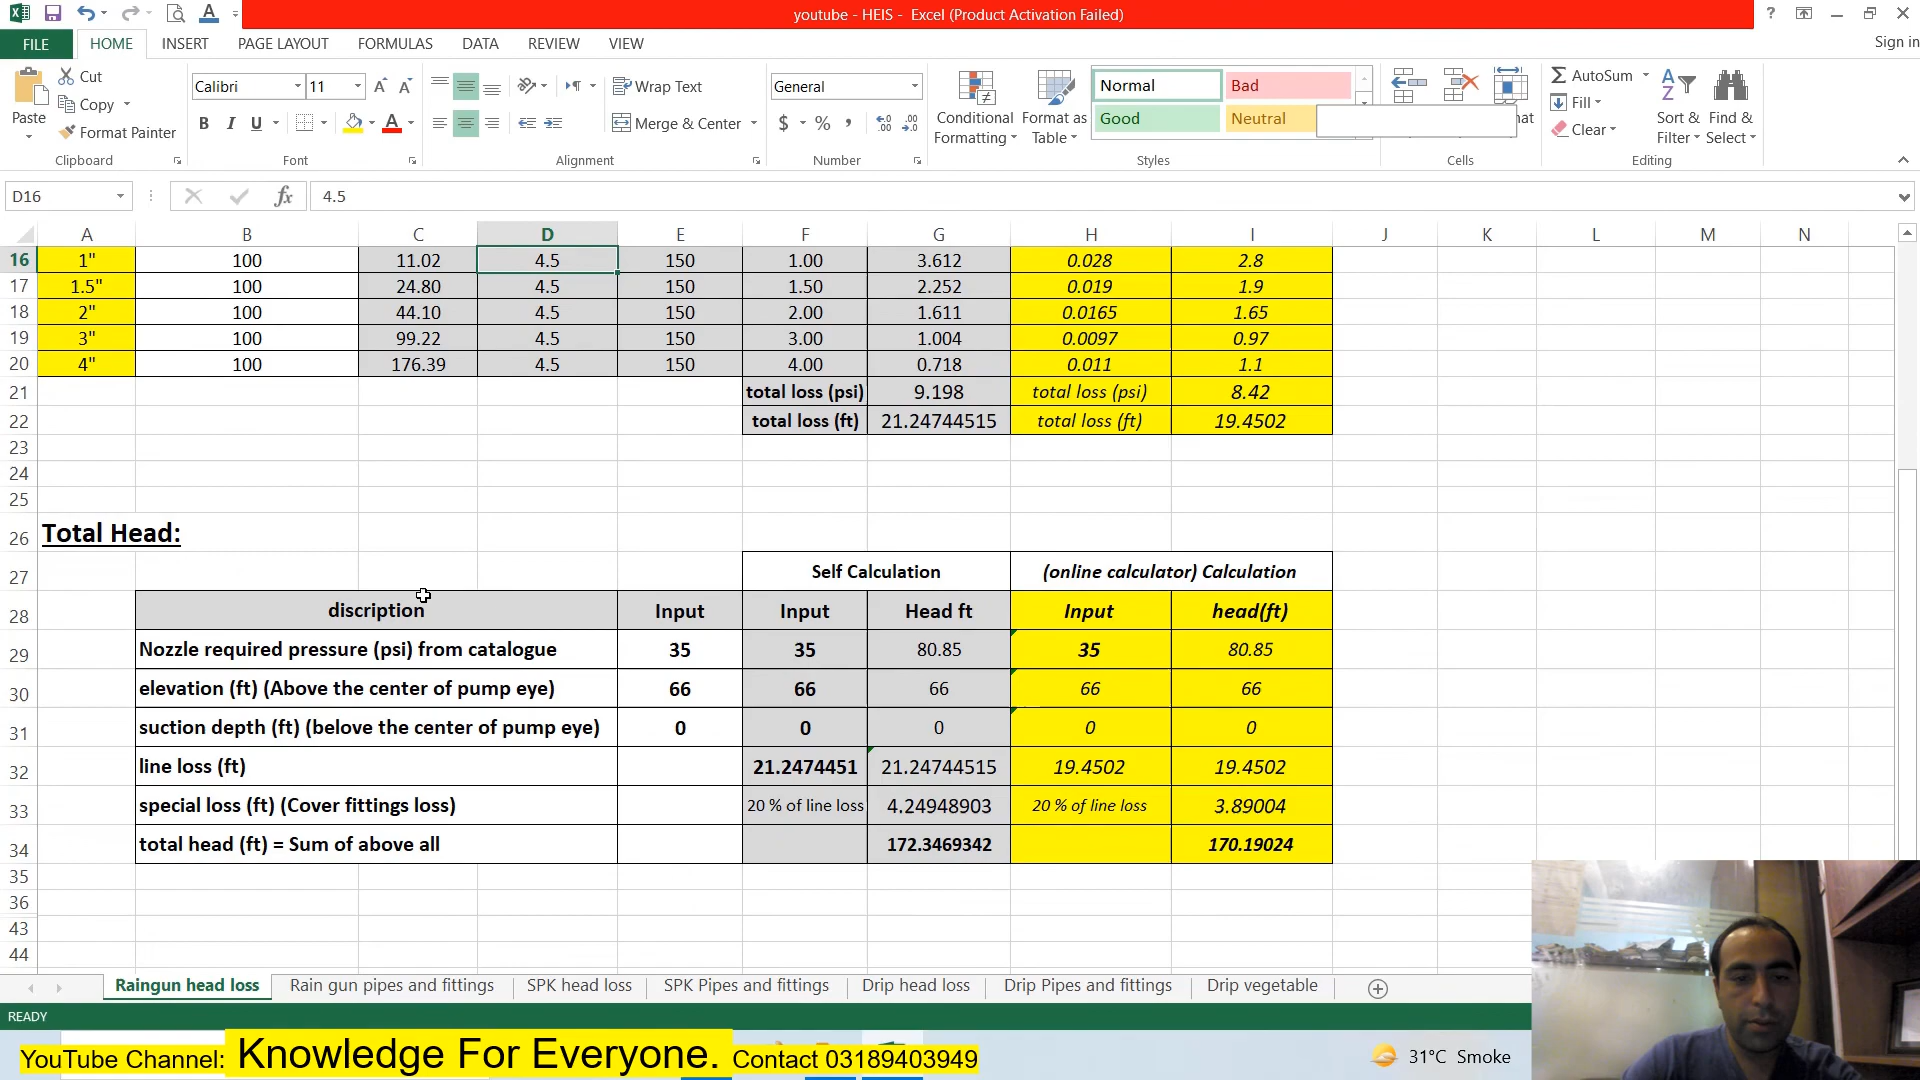 youtube - HEIS - Excel (Product Activation Failed)
FILE HOME INSERT PAGE LAYOUT FORMULAS DATA REVIEW VIEW Sign in
Cut
Copy
Format Painter
Paste
Clipboard
Calibri 11
B I U
Font
Wrap Text
Merge & Center
Alignment
General
$ % ,
Number
Conditional Formatting
Format as Table
Normal Bad
Good Neutral
Styles
Cells
AutoSum
Fill
Clear
Sort & Filter
Find & Select
Editing
D16 fx 4.5
A B C D E F G H I J K L M N
16 1" 100 11.02 4.5 150 1.00 3.612 0.028 2.8
17 1.5" 100 24.80 4.5 150 1.50 2.252 0.019 1.9
18 2" 100 44.10 4.5 150 2.00 1.611 0.0165 1.65
19 3" 100 99.22 4.5 150 3.00 1.004 0.0097 0.97
20 4" 100 176.39 4.5 150 4.00 0.718 0.011 1.1
21 total loss (psi) 9.198 total loss (psi) 8.42
22 total loss (ft) 21.24744515 total loss (ft) 19.4502
23
24
25
26 Total Head:
27 Self Calculation (online calculator) Calculation
28 discription Input Input Head ft Input head(ft)
29 Nozzle required pressure (psi) from catalogue 35 35 80.85 35 80.85
30 elevation (ft) (Above the center of pump eye) 66 66 66 66 66
31 suction depth (ft) (belove the center of pump eye) 0 0 0 0 0
32 line loss (ft) 21.2474451 21.24744515 19.4502 19.4502
33 special loss (ft) (Cover fittings loss) 20 % of line loss 4.24948903 20 % of line loss 3.89004
34 total head (ft) = Sum of above all 172.3469342 170.19024
35
36
43
44
Raingun head loss Rain gun pipes and fittings SPK head loss SPK Pipes and fittings Drip head loss Drip Pipes and fittings Drip vegetable
READY
YouTube Channel: Knowledge For Everyone. Contact 03189403949
31°C Smoke